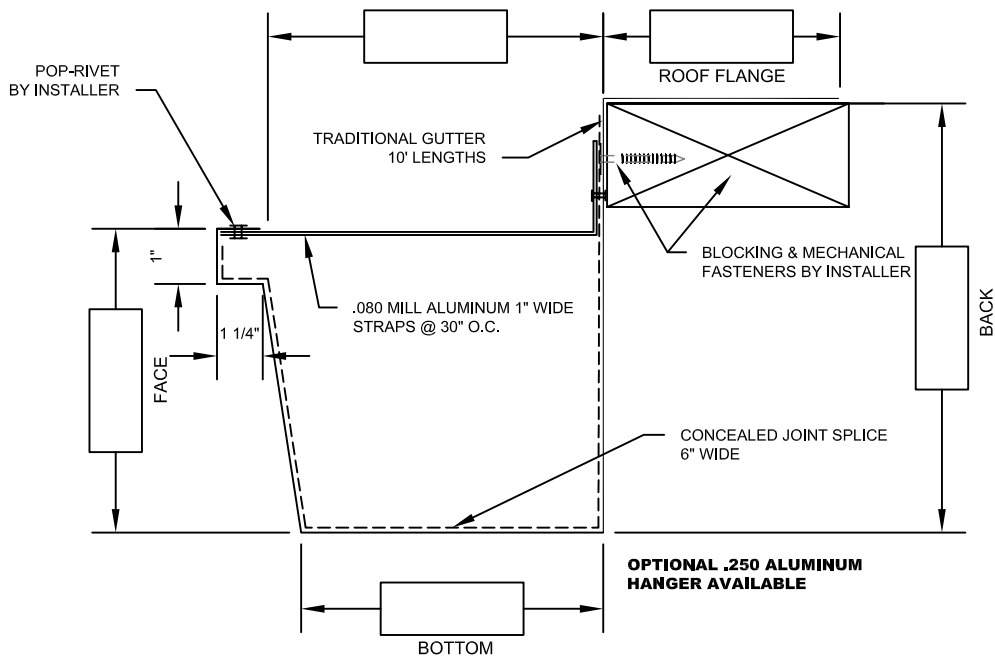 ROOF FLANGE
POP-RIVET
BY INSTALLER
TRADITIONAL GUTTER
10' LENGTHS
1"
BLOCKING & MECHANICAL
FASTENERS BY INSTALLER
.080 MILL ALUMINUM 1" WIDE
STRAPS @ 30" O.C.
1 1/4"
FACE
BACK
CONCEALED JOINT SPLICE
6" WIDE
OPTIONAL .250 ALUMINUM
HANGER AVAILABLE
BOTTOM